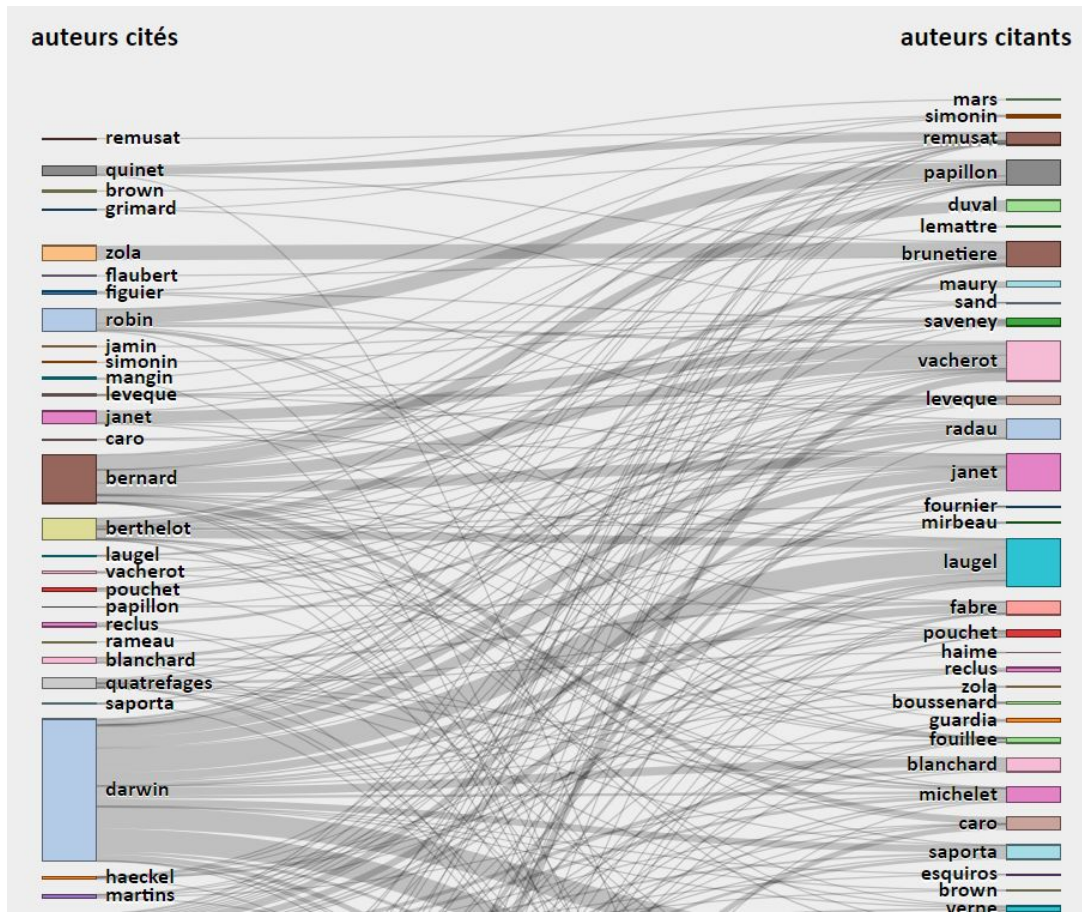 auteurs cités
remusat
quinet
brown
grimard
zola
flaubert
figuier
robin
jamin
simonin
mangin
leveque
janet
caro
bernard
berthelot
laugel
vacherot
pouchet
papillon
reclus
rameau
blanchard
quatrefages
saporta
darwin
haeckel
martins
auteurs citants
mars
simonin
remusat
papillon
duval
lemattre
brunetiere
maury
sand
saveney
vacherot
leveque
radau
janet
fournier
mirbeau
laugel
fabre
pouchet
haime
reclus
zola
boussenard
guardia
fouillee
blanchard
michelet
caro
saporta
esquiros
brown
verne